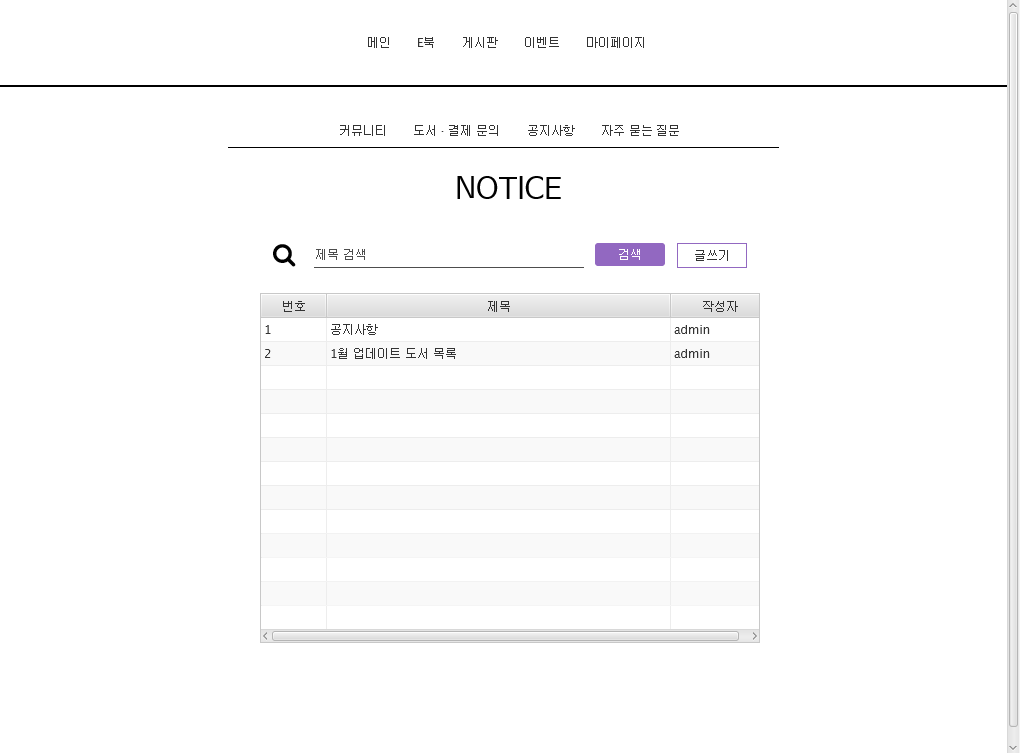 메인 E북 게시판 이벤트 마이페이지
커뮤니티 도서 · 결제 문의 공지사항 자주 묻는 질문
NOTICE
제목 검색 검색 글쓰기
번호 제목 작성자
1 공지사항 admin
2 1월 업데이트 도서 목록 admin